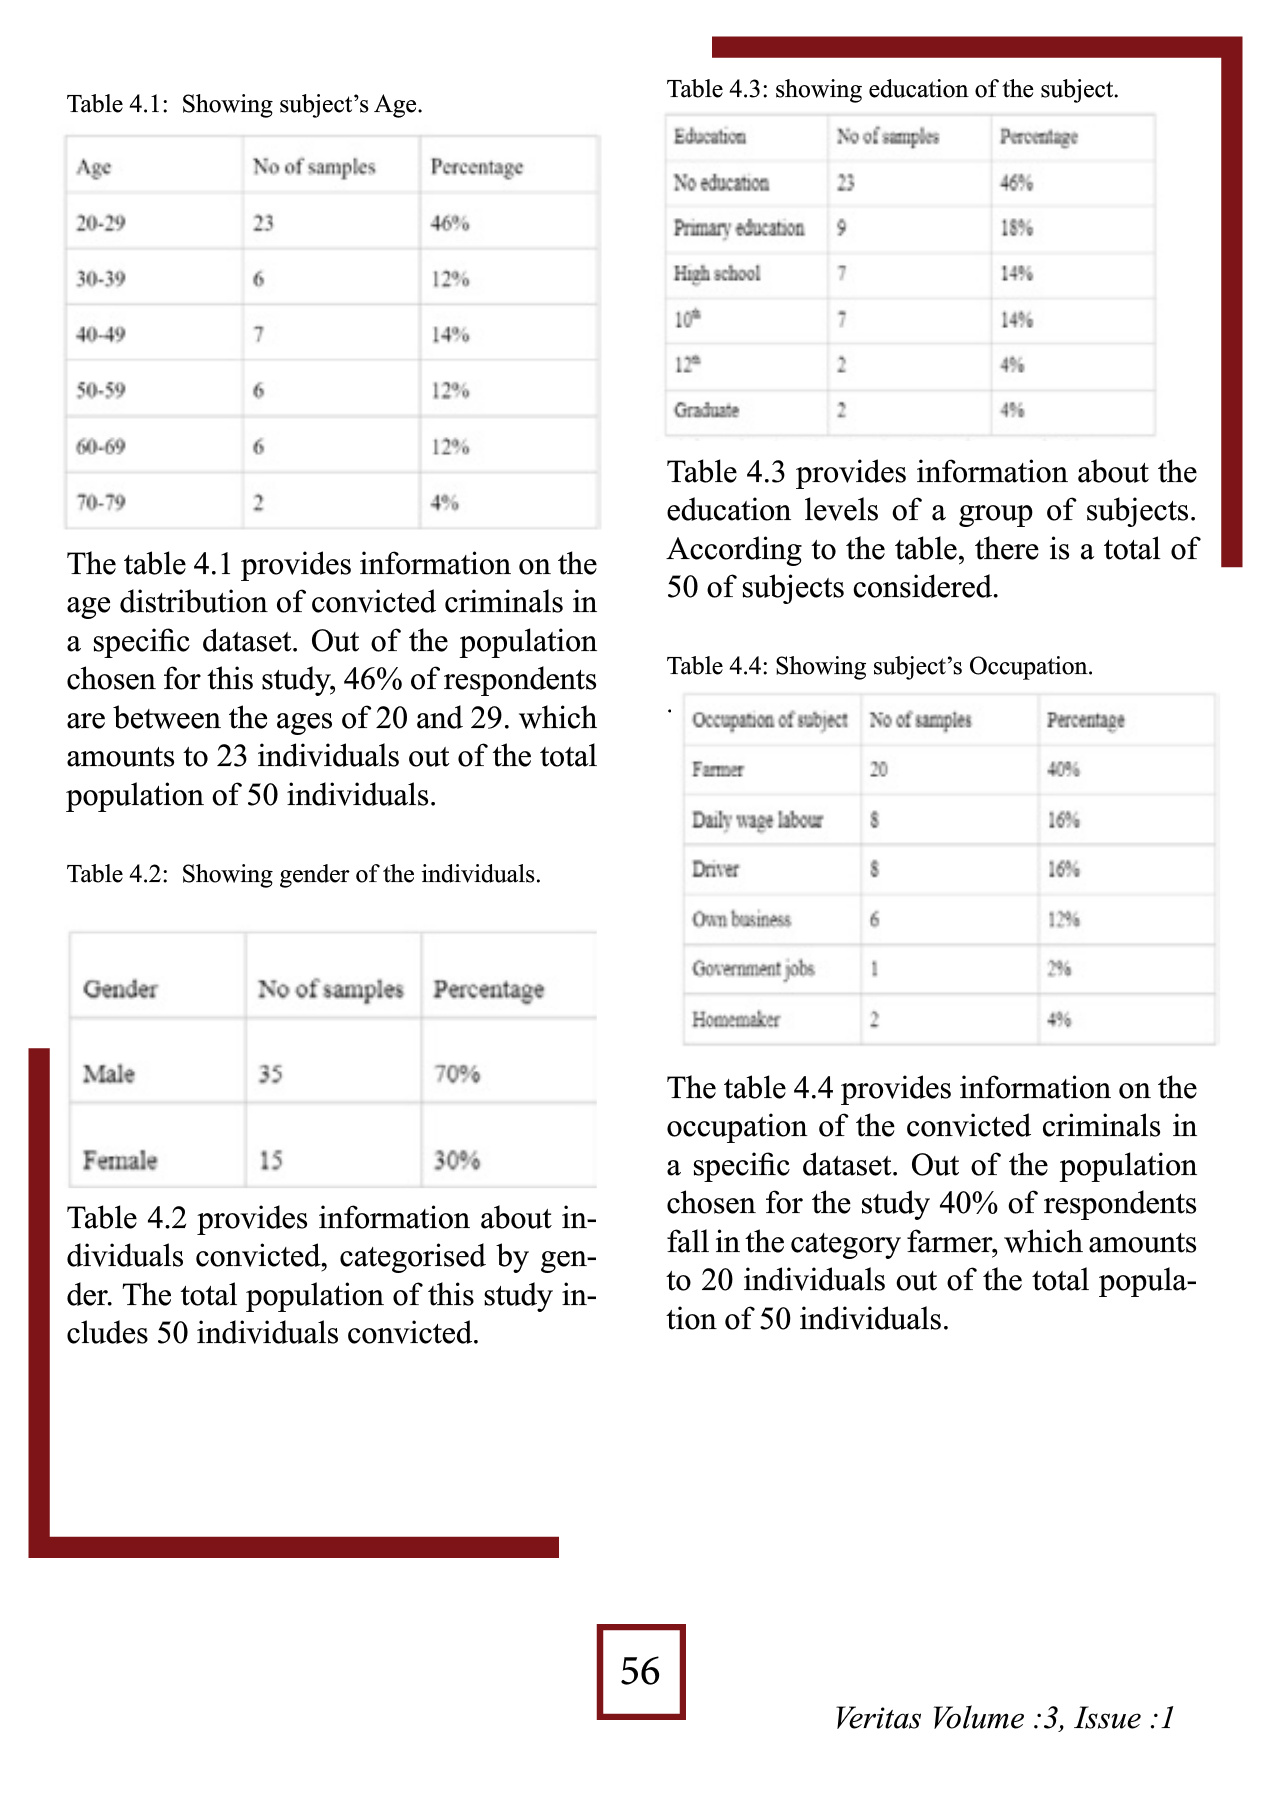 Table 4.1:  Showing subject’s Age.
Age No of samples Percentage
20-29 23 46%
30-39 6 12%
40-49 7 14%
50-59 6 12%
60-69 6 12%
70-79 2 4%
The table 4.1 provides information on the
age distribution of convicted criminals in
a specific dataset. Out of the population
chosen for this study, 46% of respondents
are between the ages of 20 and 29. which
amounts to 23 individuals out of the total
population of 50 individuals.
Table 4.2:  Showing gender of the individuals.
Gender No of samples Percentage
Male 35 70%
Female 15 30%
Table 4.2 provides information about in-
dividuals convicted, categorised by gen-
der. The total population of this study in-
cludes 50 individuals convicted.
Table 4.3: showing education of the subject.
Education No of samples Percentage
No education 23 46%
Primary education 9 18%
High school 7 14%
10th 7 14%
12th 2 4%
Graduate 2 4%
Table 4.3 provides information about the
education levels of a group of subjects.
According to the table, there is a total of
50 of subjects considered.
Table 4.4: Showing subject’s Occupation.
.
Occupation of subject No of samples Percentage
Farmer 20 40%
Daily wage labour 8 16%
Driver 8 16%
Own business 6 12%
Government jobs 1 2%
Homemaker 2 4%
The table 4.4 provides information on the
occupation of the convicted criminals in
a specific dataset. Out of the population
chosen for the study 40% of respondents
fall in the category farmer, which amounts
to 20 individuals out of the total popula-
tion of 50 individuals.
56
Veritas Volume :3, Issue :1